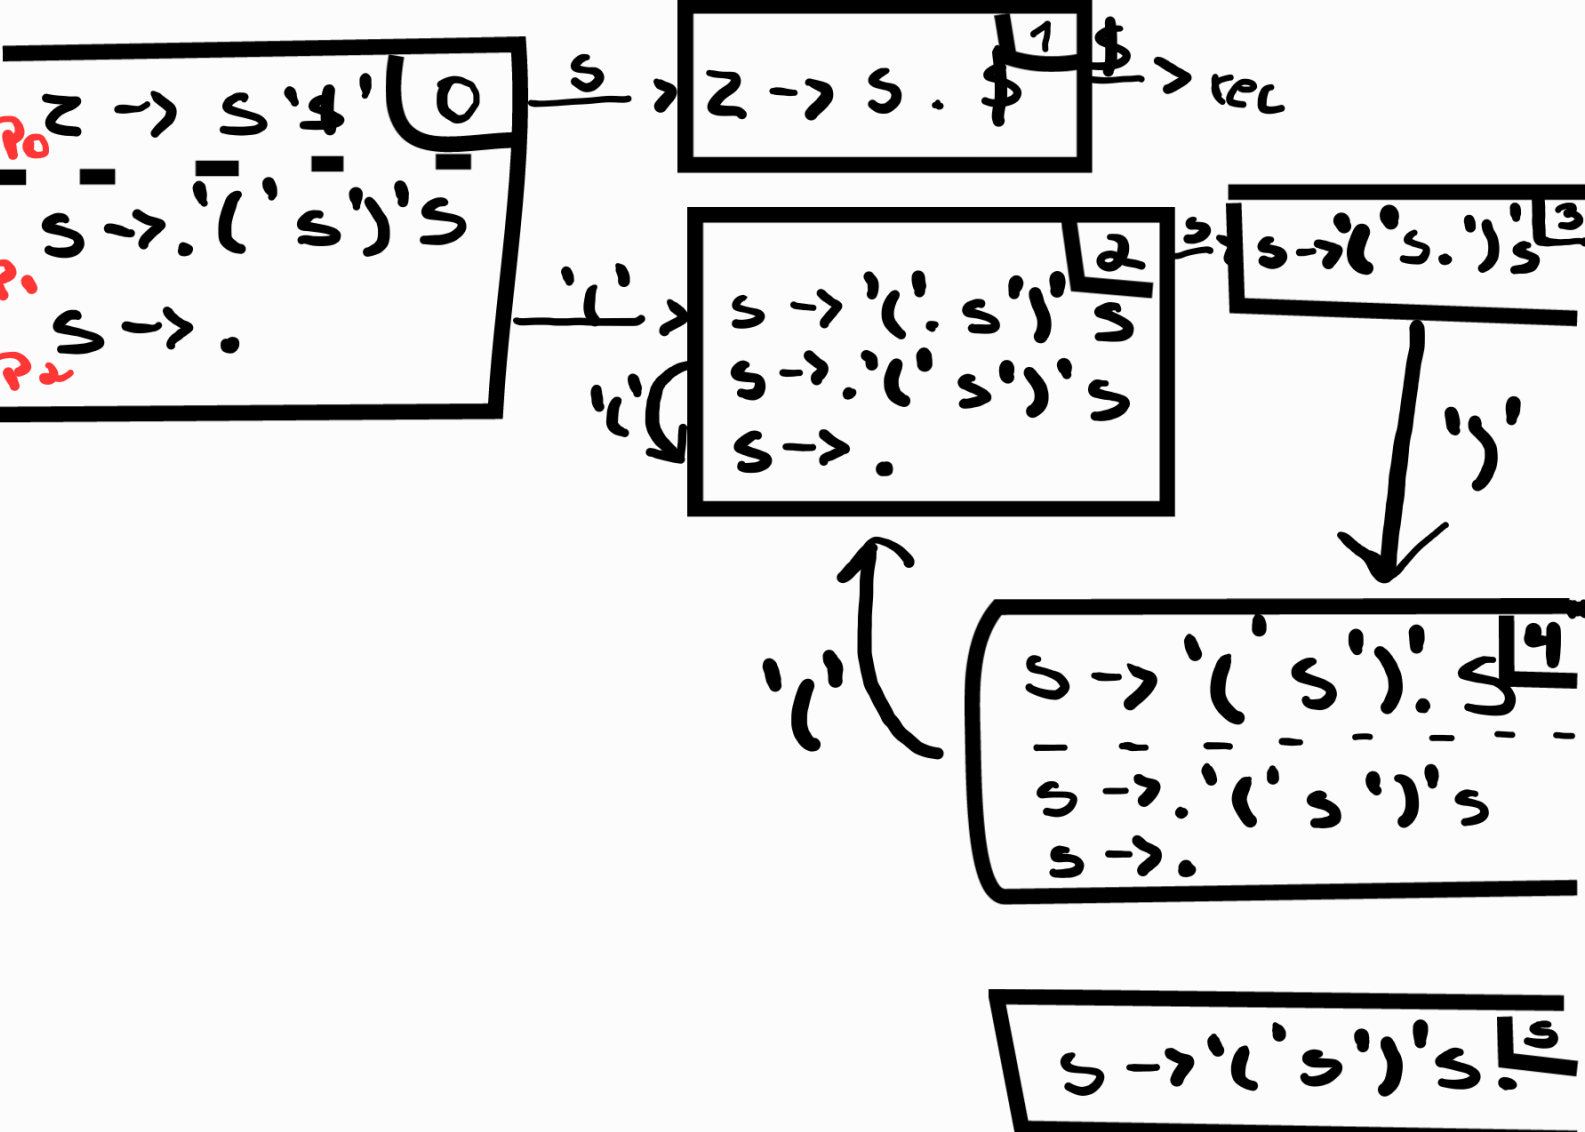 z -> s '$' 0
P0
s -> . '(' s ')' s
P1
s -> .
P2
s
z -> s . $ 1
$
rec
'('
s -> '(' . s ')' s 2
s -> . '(' s ')' s
s -> .
'('
s
s -> '(' s . ')' s 3
')'
'('
s -> '(' s ')' . s 4
s -> . '(' s ')' s
s -> .
s -> '(' s ')' s . 5